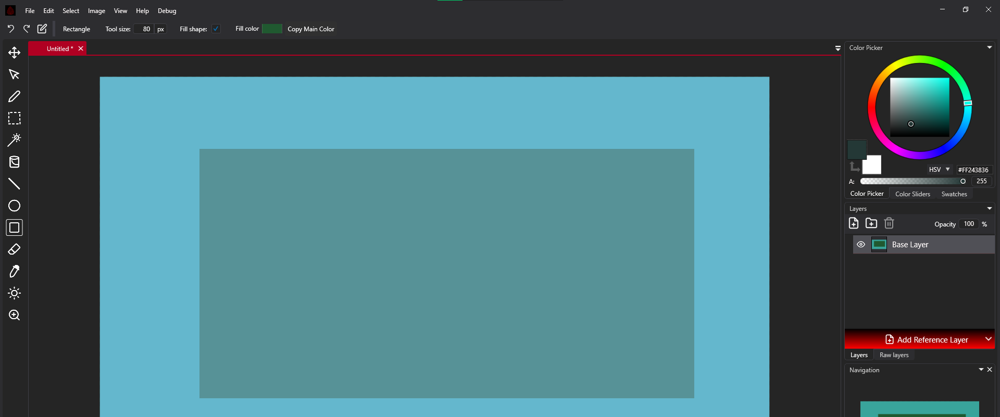 File Edit Select Image View Help Debug
Rectangle Tool size: 80 px Fill shape: Fill color Copy Main Color
Untitled *
Color Picker
HSV #FF243836
A: 255
Color Picker Color Sliders Swatches
Layers
Opacity 100 %
Base Layer
Add Reference Layer
Layers Raw layers
Navigation